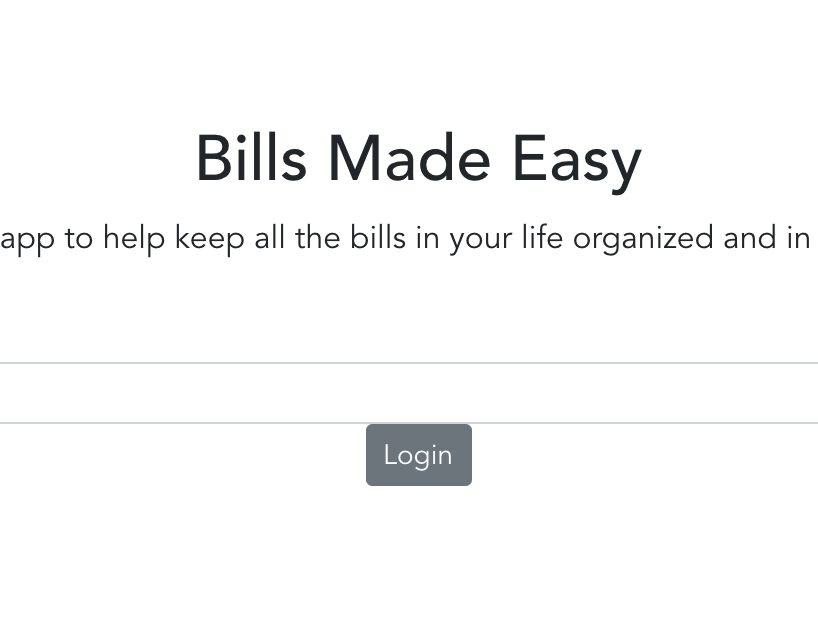 Bills Made Easy
app to help keep all the bills in your life organized and in
Login